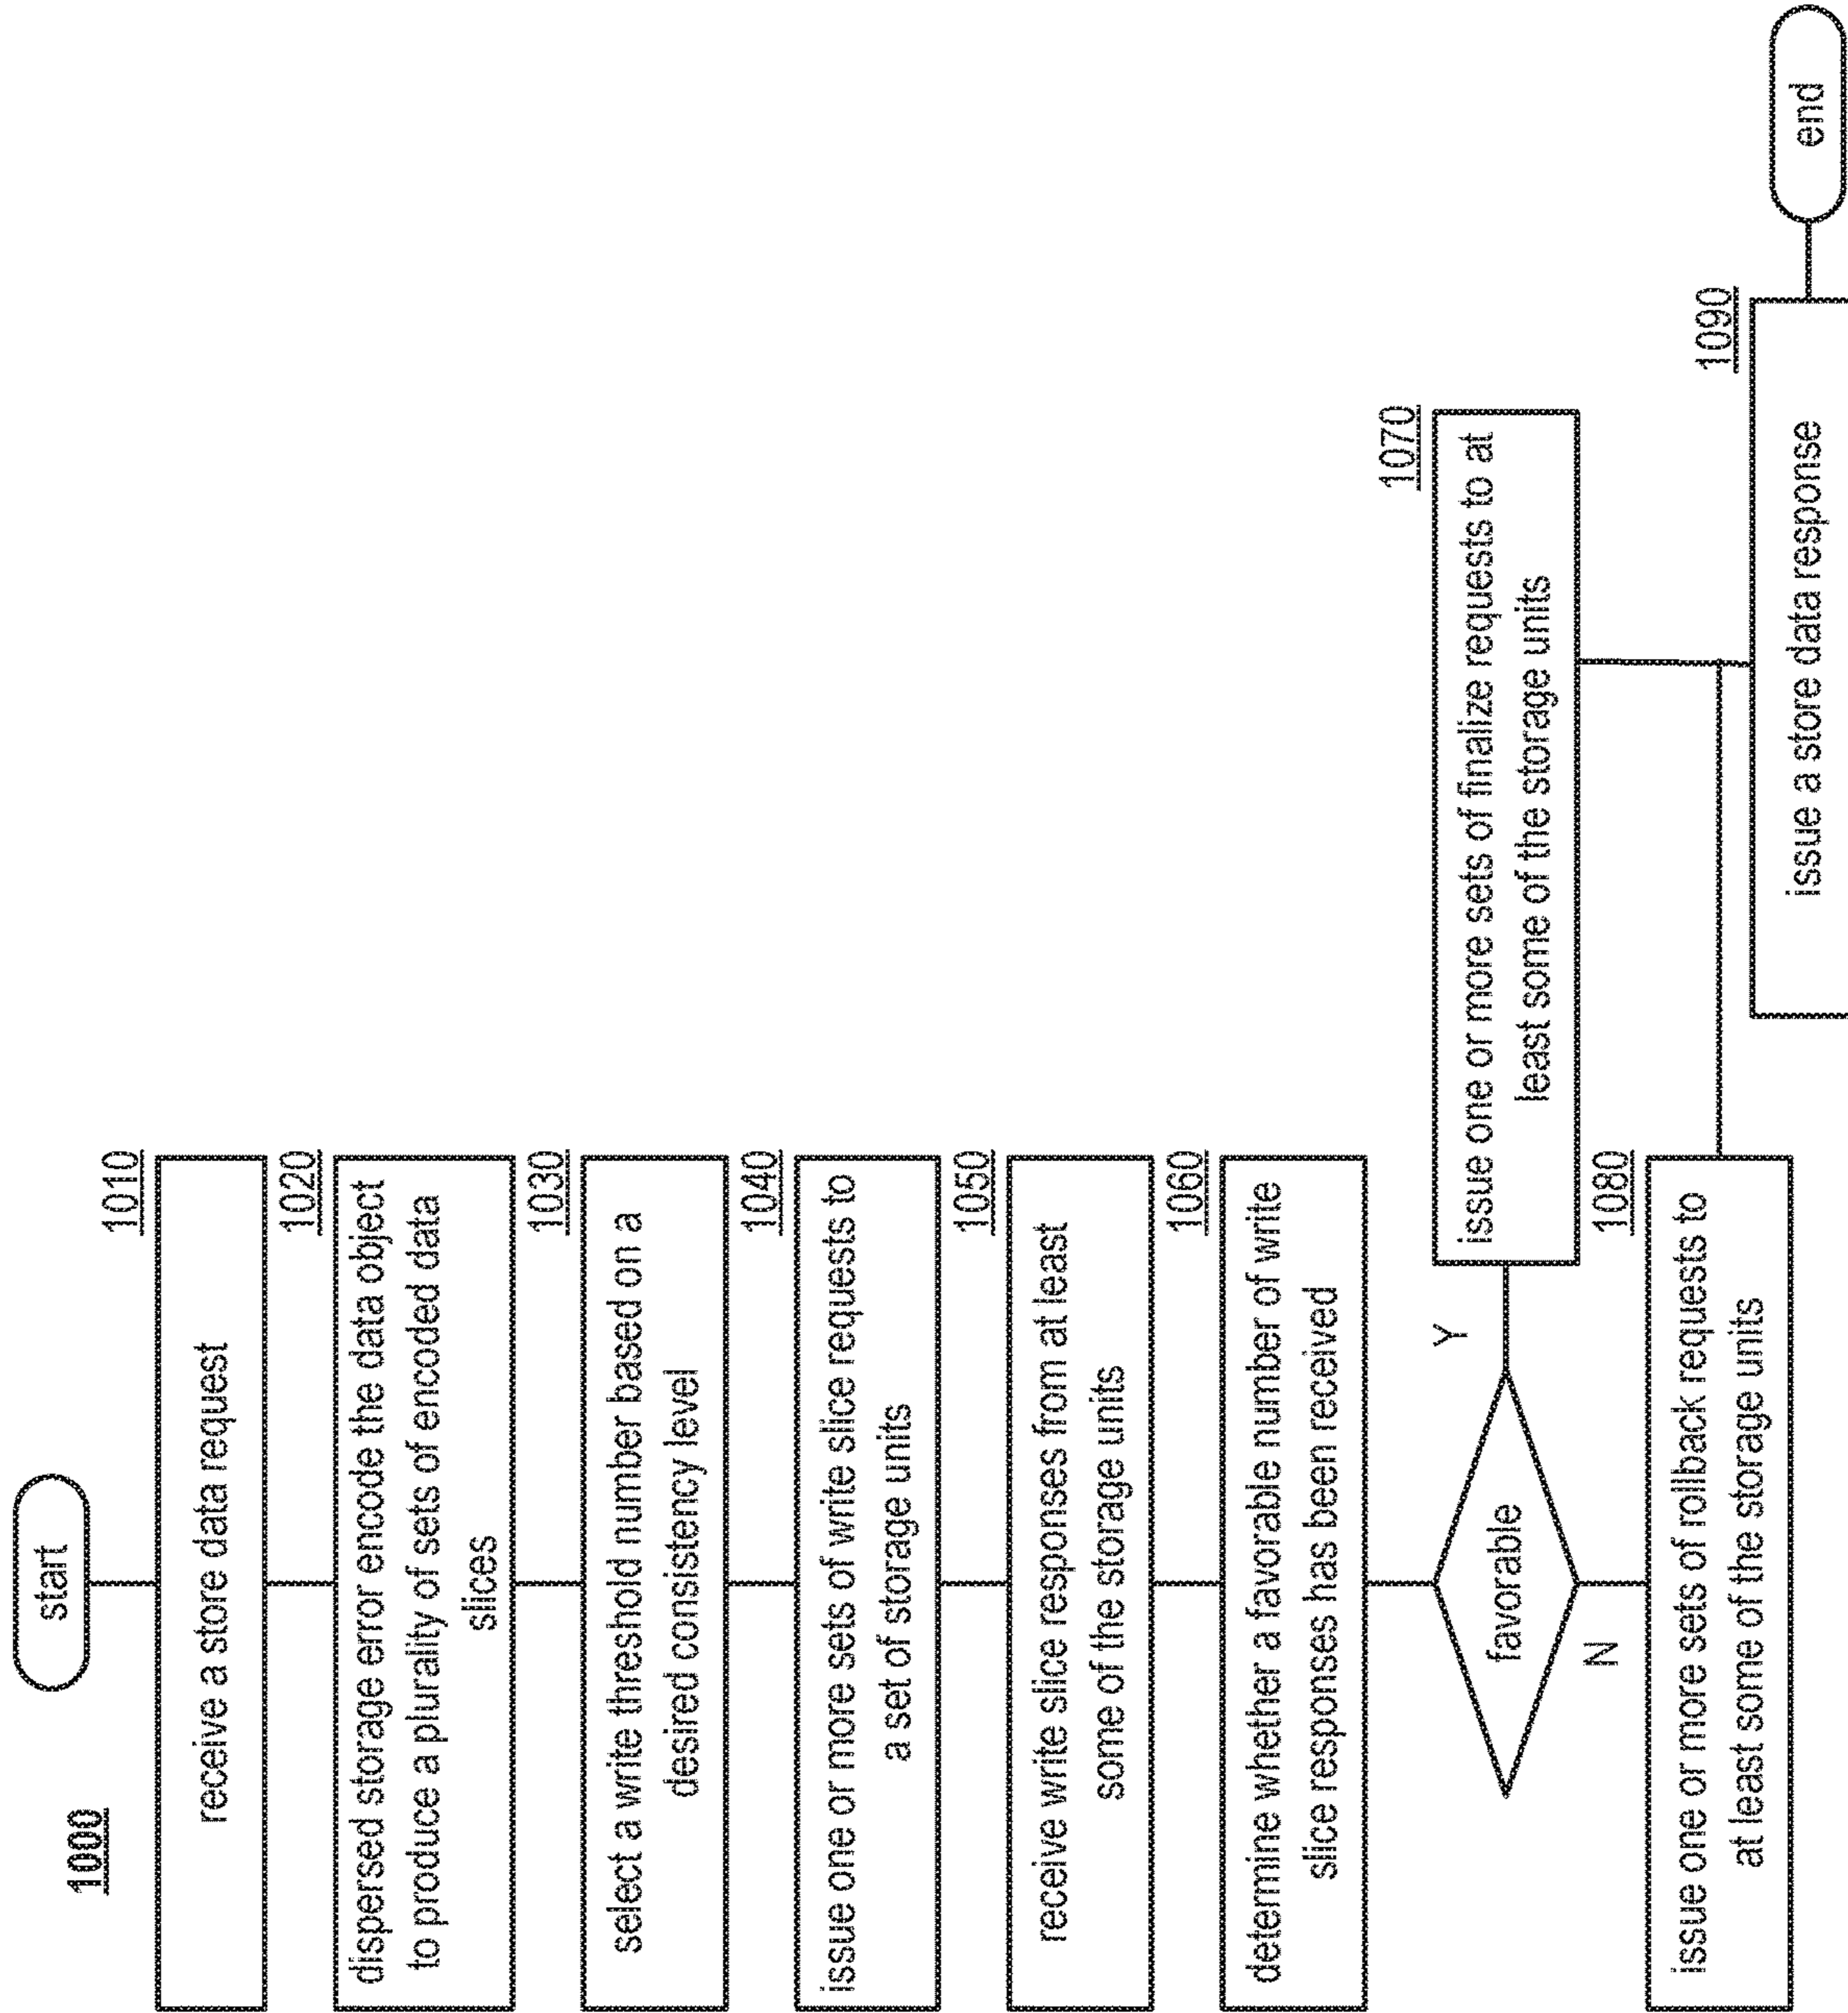 1000
start
1010
receive a store data request
1020
dispersed storage error encode the data object
to produce a plurality of sets of encoded data
slices
1030
select a write threshold number based on a
desired consistency level
1040
issue one or more sets of write slice requests to
a set of storage units
1050
receive write slice responses from at least
some of the storage units
1060
determine whether a favorable number of write
slice responses has been received
favorable
Y
N
1070
issue one or more sets of finalize requests to at
least some of the storage units
1080
issue one or more sets of rollback requests to
at least some of the storage units
1090
issue a store data response
end